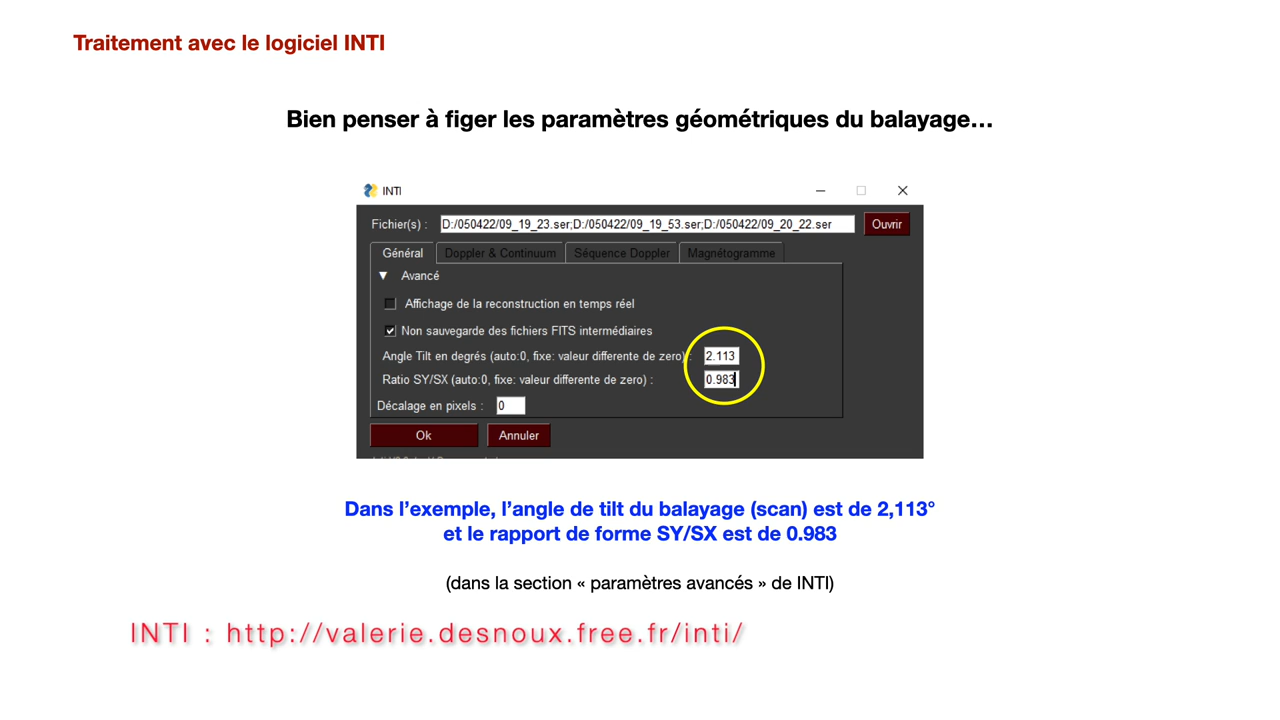 Traitement avec le logiciel INTI
Bien penser à figer les paramètres géométriques du balayage…
INTI
Fichier(s) : D:/050422/09_19_23.ser;D:/050422/09_19_53.ser;D:/050422/09_20_22.ser Ouvrir
Général Doppler & Continuum Séquence Doppler Magnétogramme
Avancé
Affichage de la reconstruction en temps réel
Non sauvegarde des fichiers FITS intermédiaires
Angle Tilt en degrés (auto:0, fixe: valeur differente de zero) : 2.113
Ratio SY/SX (auto:0, fixe: valeur differente de zero) : 0.983
Décalage en pixels : 0
Ok Annuler
Dans l’exemple, l’angle de tilt du balayage (scan) est de 2,113°
et le rapport de forme SY/SX est de 0.983
(dans la section « paramètres avancés » de INTI)
INTI : http://valerie.desnoux.free.fr/inti/